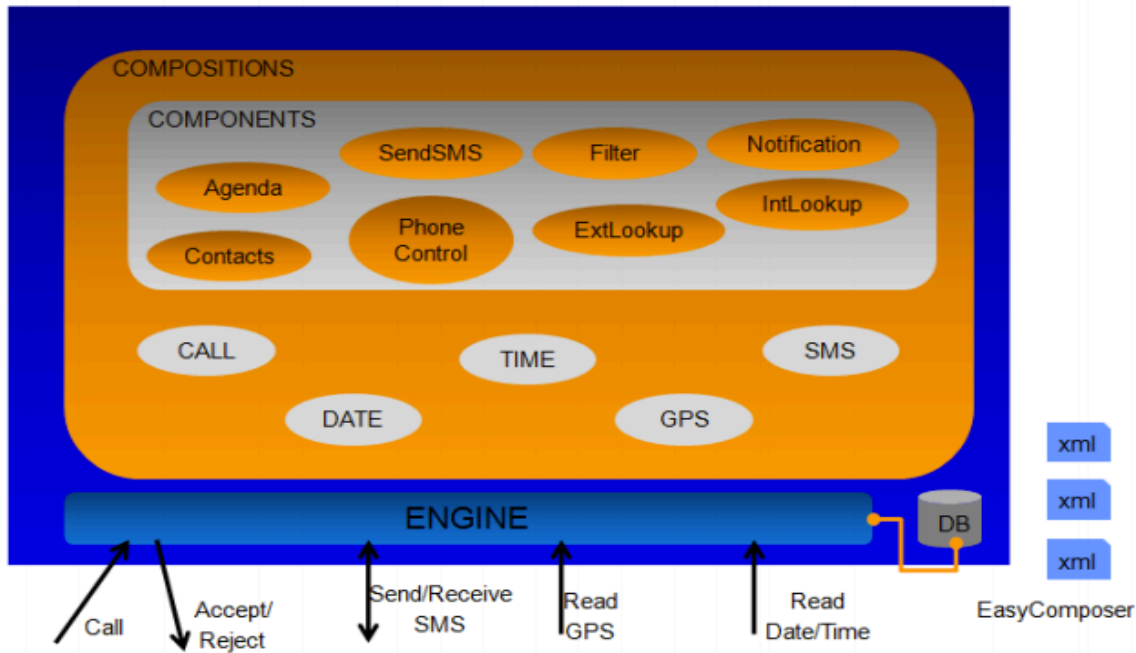 COMPOSITIONS
COMPONENTS
SendSMS
Filter
Notification
Agenda
IntLookup
Phone
Control
ExtLookup
Contacts
CALL
TIME
SMS
DATE
GPS
ENGINE
DB
xml
xml
xml
EasyComposer
Call
Accept/
Reject
Send/Receive
SMS
Read
GPS
Read
Date/Time